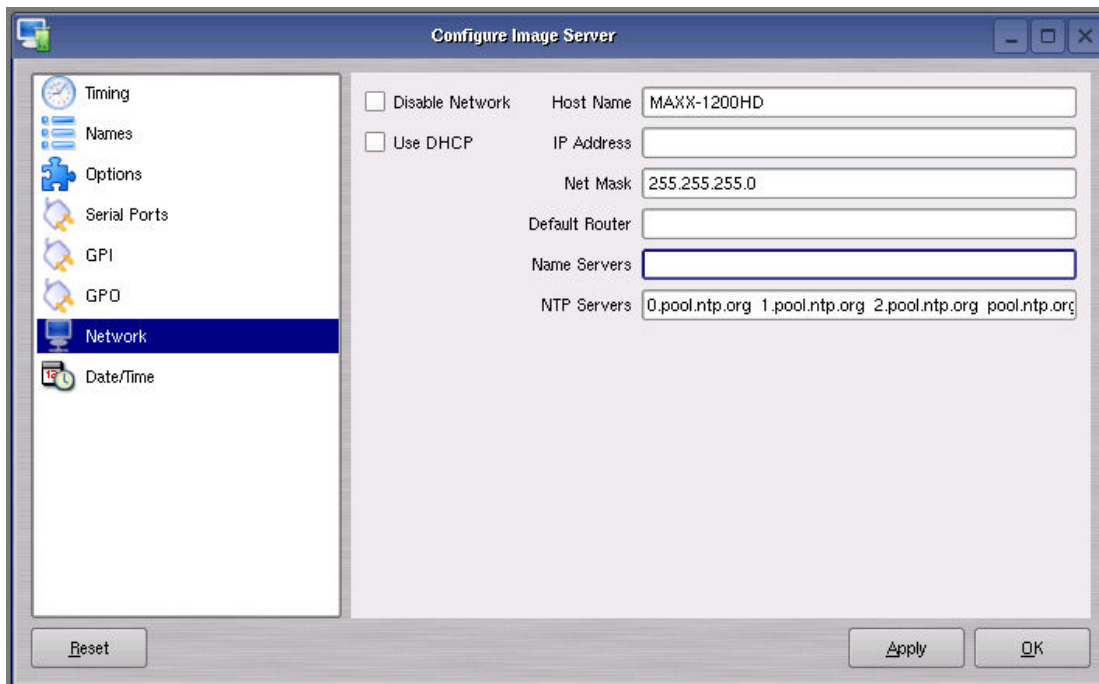 Configure Image Server
Timing
Names
Options
Serial Ports
GPI
GPO
Network
Date/Time
Disable Network
Host Name
MAXX-1200HD
Use DHCP
IP Address
Net Mask
255.255.255.0
Default Router
Name Servers
NTP Servers
0.pool.ntp.org 1.pool.ntp.org 2.pool.ntp.org pool.ntp.org
Reset
Apply
OK